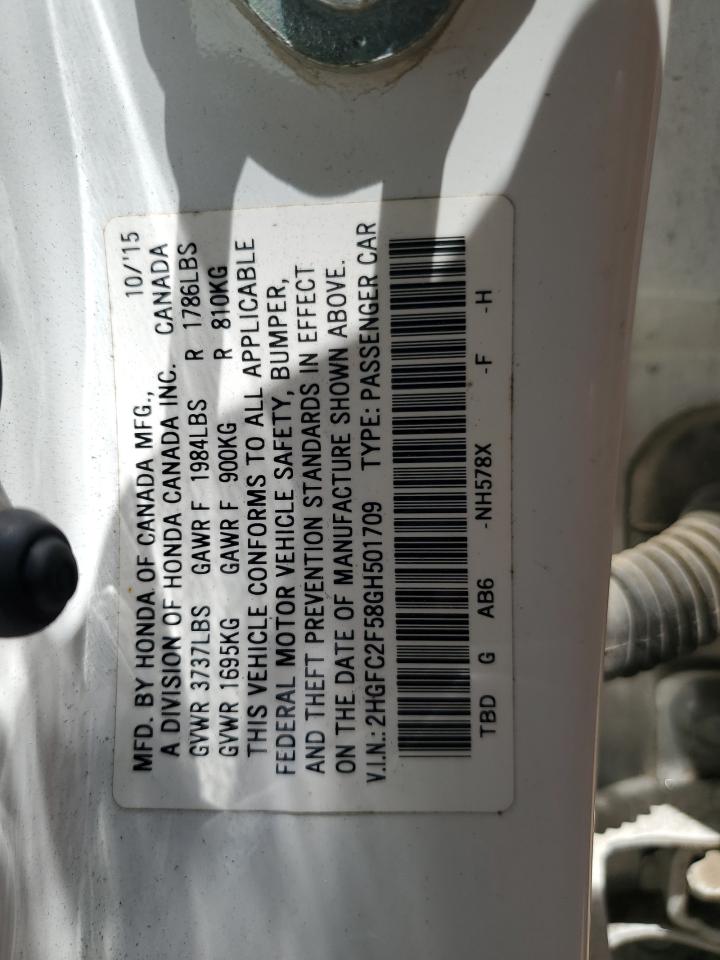 MFD. BY HONDA OF CANADA MFG., 10/'15
A DIVISION OF HONDA CANADA INC. CANADA
GVWR 3737LBS GAWR F 1984LBS R 1786LBS
GVWR 1695KG GAWR F 900KG R 810KG
THIS VEHICLE CONFORMS TO ALL APPLICABLE
FEDERAL MOTOR VEHICLE SAFETY, BUMPER,
AND THEFT PREVENTION STANDARDS IN EFFECT
ON THE DATE OF MANUFACTURE SHOWN ABOVE.
V.I.N.: 2HGFC2F58GH501709 TYPE: PASSENGER CAR
TBD G AB6 -NH578X -F -H